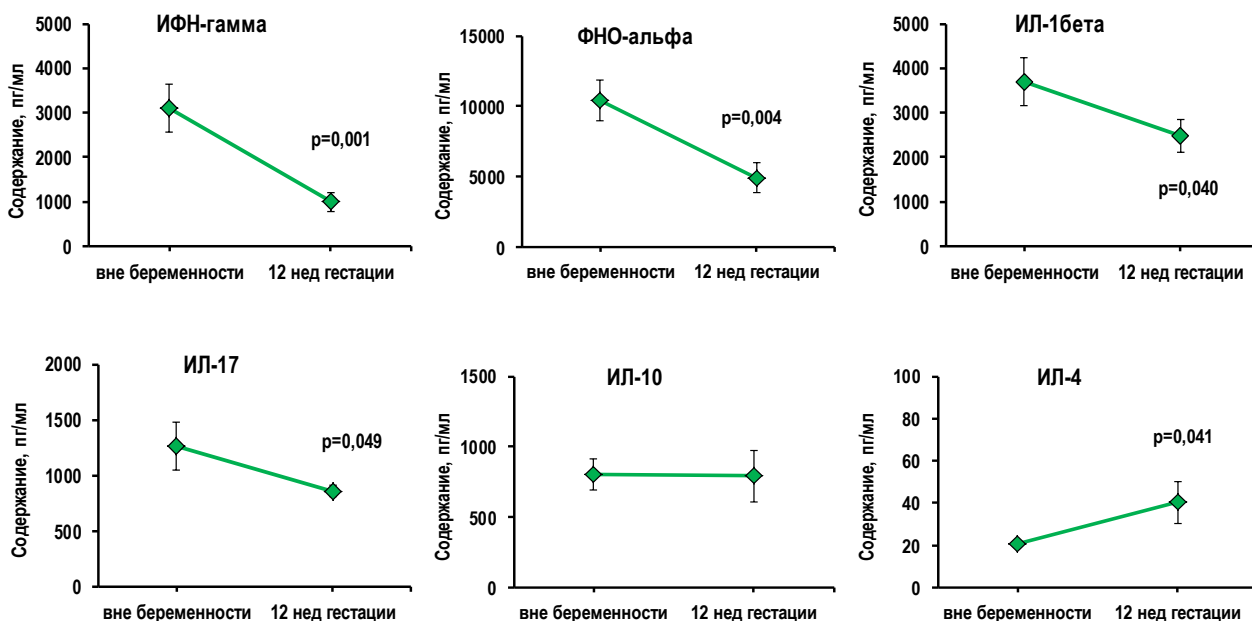 ИФН-гамма
Содержание, пг/мл
5000
4000
3000
2000
1000
0
p=0,001
вне беременности
12 нед гестации
ФНО-альфа
Содержание, пг/мл
15000
10000
5000
0
p=0,004
вне беременности
12 нед гестации
ИЛ-1бета
Содержание, пг/мл
5000
4000
3000
2000
1000
0
p=0,040
вне беременности
12 нед гестации
ИЛ-17
Содержание, пг/мл
2000
1500
1000
500
0
p=0,049
вне беременности
12 нед гестации
ИЛ-10
Содержание, пг/мл
1500
1000
500
0
вне беременности
12 нед гестации
ИЛ-4
Содержание, пг/мл
100
80
60
40
20
0
p=0,041
вне беременности
12 нед гестации